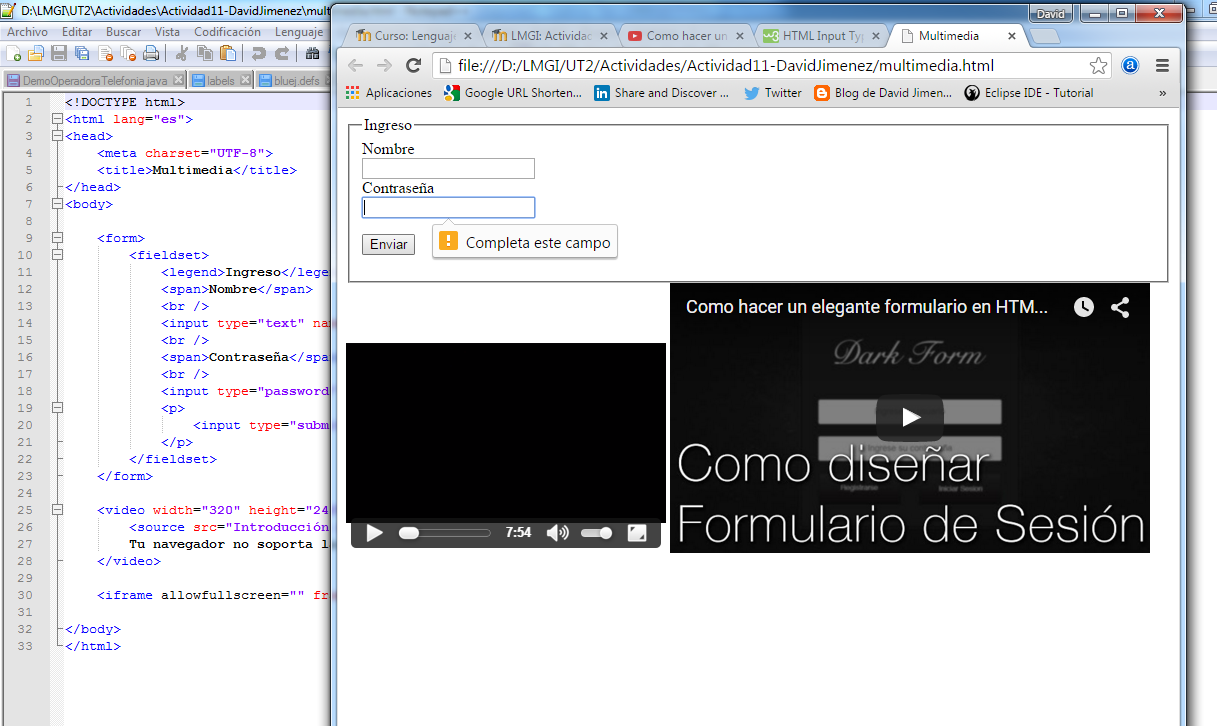 D:\LMGI\UT2\Actividades\Actividad11-DavidJimenez\mul
David
Archivo Editar Buscar Vista Codificación Lenguaje
DemoOperadoraTelefonia.java labels bluej.defs
Curso: Lenguaje
LMGI: Actividad
Como hacer un
HTML Input Typ
Multimedia
file:///D:/LMGI/UT2/Actividades/Actividad11-DavidJimenez/multimedia.html
Aplicaciones Google URL Shorten... Share and Discover ... Twitter Blog de David Jimen... Eclipse IDE - Tutorial »
1 <!DOCTYPE html>
2 <html lang="es">
3 <head>
4 <meta charset="UTF-8">
5 <title>Multimedia</title>
6 </head>
7 <body>
8
9 <form>
10 <fieldset>
11 <legend>Ingreso</lege
12 <span>Nombre</span>
13 <br />
14 <input type="text" na
15 <br />
16 <span>Contraseña</spa
17 <br />
18 <input type="password
19 <p>
20 <input type="subm
21 </p>
22 </fieldset>
23 </form>
24
25 <video width="320" height="24
26 <source src="Introducción
27 Tu navegador no soporta l
28 </video>
29
30 <iframe allowfullscreen="" fr
31
32 </body>
33 </html>
Ingreso
Nombre
Contraseña
Enviar
Completa este campo
7:54
Como hacer un elegante formulario en HTM...
Dark Form
Como diseñar
Formulario de Sesión